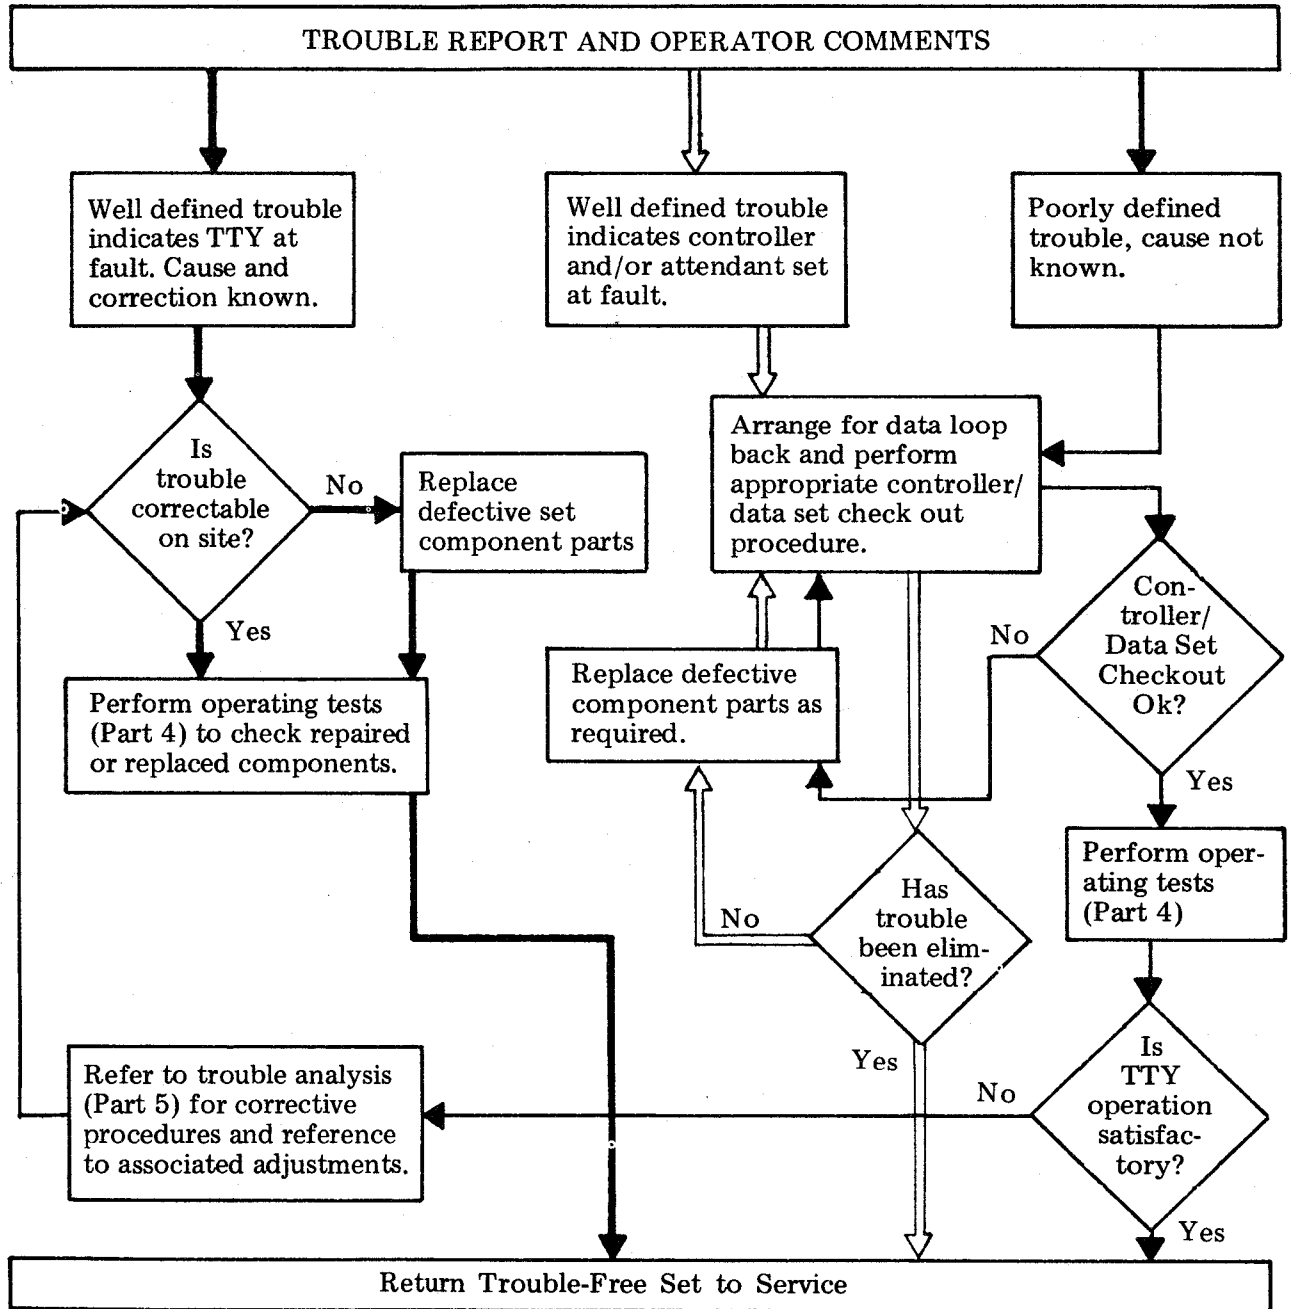 TROUBLE REPORT AND OPERATOR COMMENTS
Well defined trouble
indicates TTY at
fault. Cause and
correction known.
Well defined trouble
indicates controller
and/or attendant set
at fault.
Poorly defined
trouble, cause not
known.
Is
trouble
correctable
on site?
No
Replace
defective set
component parts
Yes
Arrange for data loop
back and perform
appropriate controller/
data set check out
procedure.
Con-
troller/
Data Set
Checkout
Ok?
No
Yes
Perform operating tests
(Part 4) to check repaired
or replaced components.
Replace defective
component parts as
required.
Perform oper-
ating tests
(Part 4)
Has
trouble
been elim-
inated?
No
Yes
Is
TTY
operation
satisfac-
tory?
No
Yes
Refer to trouble analysis
(Part 5) for corrective
procedures and reference
to associated adjustments.
Return Trouble-Free Set to Service